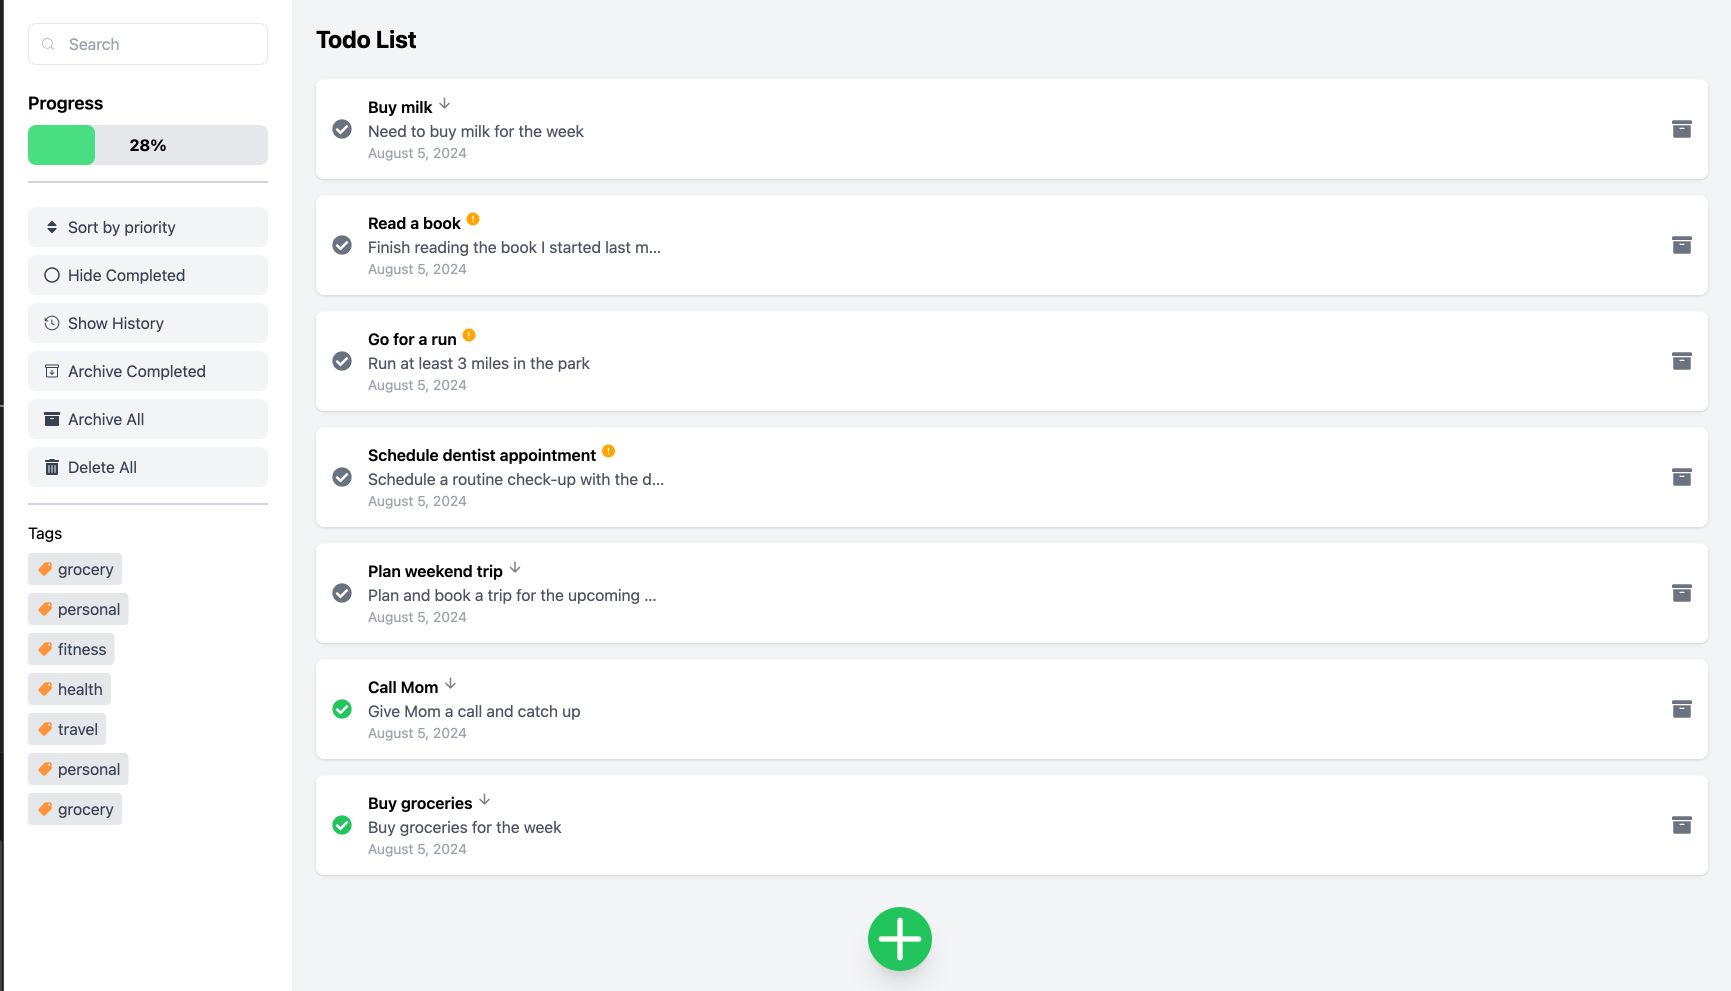 Search
Progress
28%
Sort by priority
Hide Completed
Show History
Archive Completed
Archive All
Delete All
Tags
grocery
personal
fitness
health
travel
personal
grocery
Todo List
Buy milk
Need to buy milk for the week
August 5, 2024
Read a book
Finish reading the book I started last m...
August 5, 2024
Go for a run
Run at least 3 miles in the park
August 5, 2024
Schedule dentist appointment
Schedule a routine check-up with the d...
August 5, 2024
Plan weekend trip
Plan and book a trip for the upcoming ...
August 5, 2024
Call Mom
Give Mom a call and catch up
August 5, 2024
Buy groceries
Buy groceries for the week
August 5, 2024